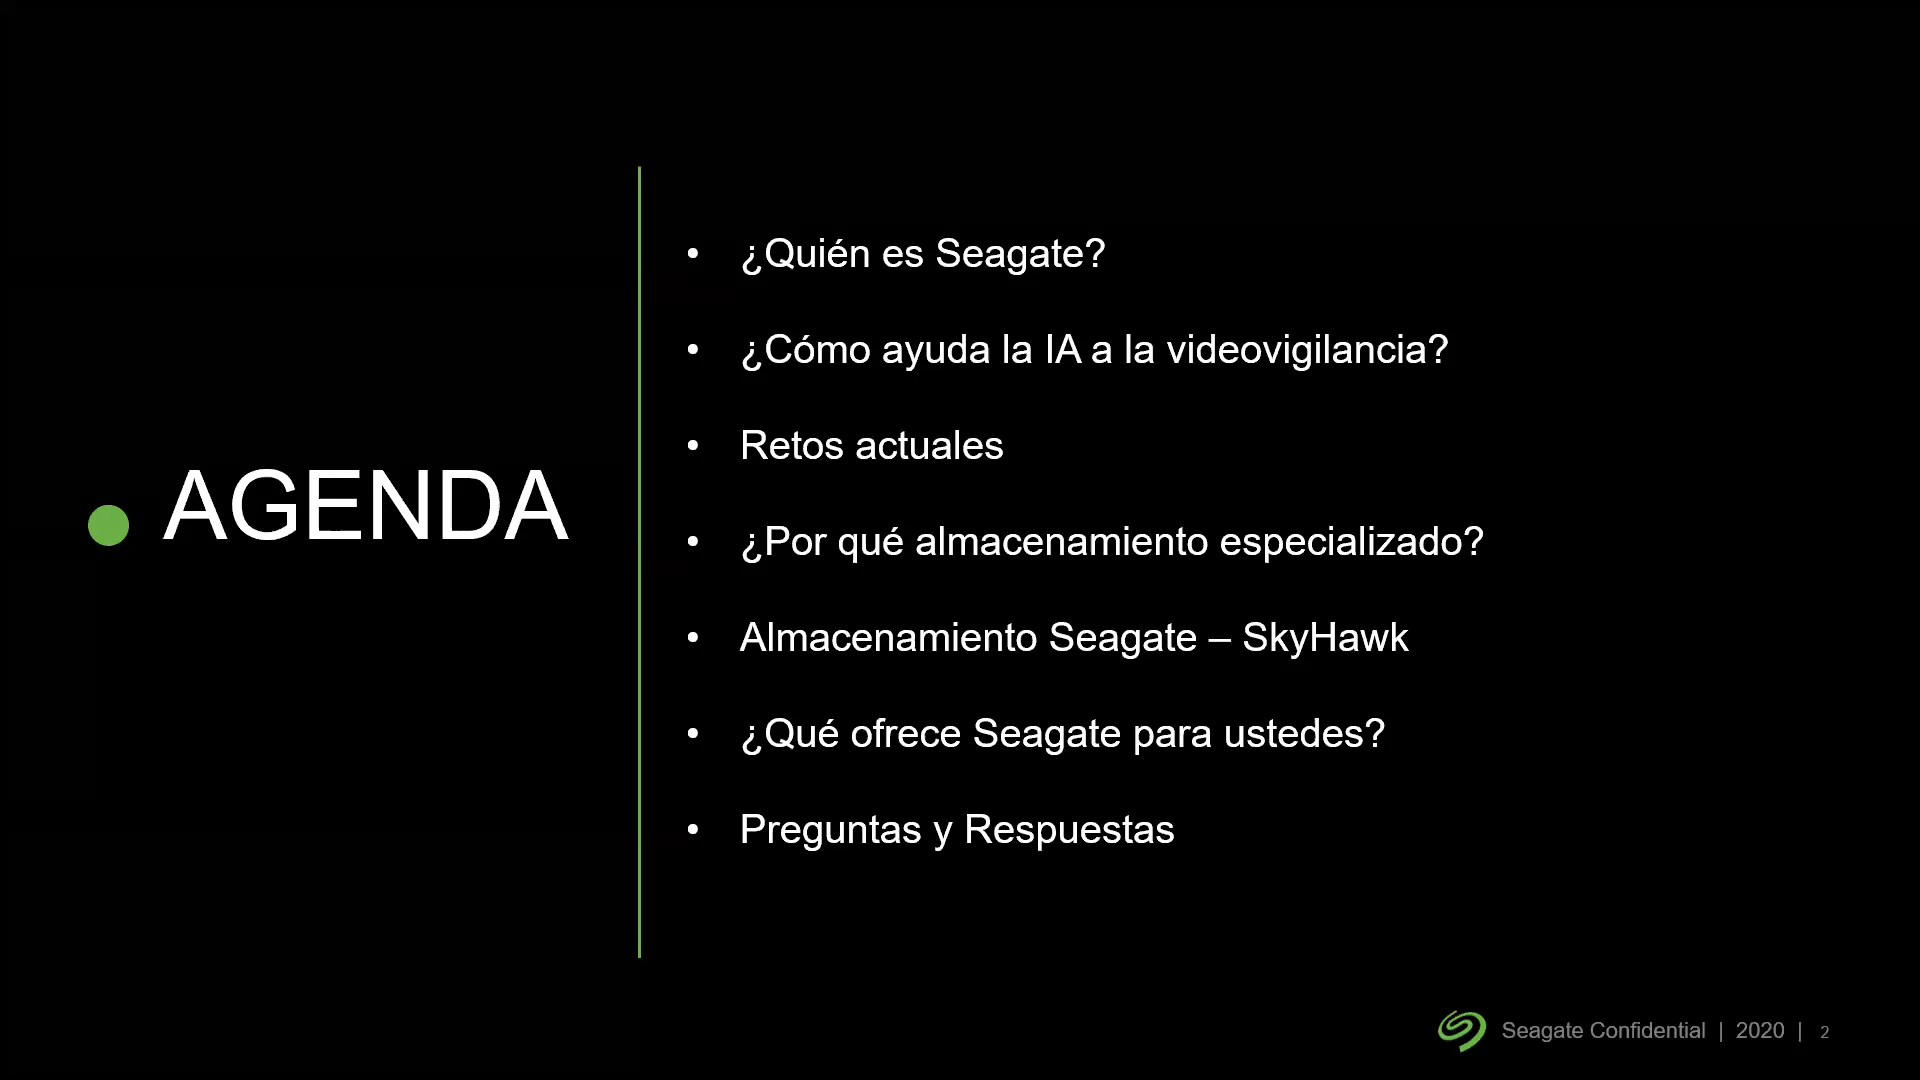 AGENDA
• ¿Quién es Seagate?
• ¿Cómo ayuda la IA a la videovigilancia?
• Retos actuales
• ¿Por qué almacenamiento especializado?
• Almacenamiento Seagate – SkyHawk
• ¿Qué ofrece Seagate para ustedes?
• Preguntas y Respuestas
Seagate Confidential | 2020 | 2